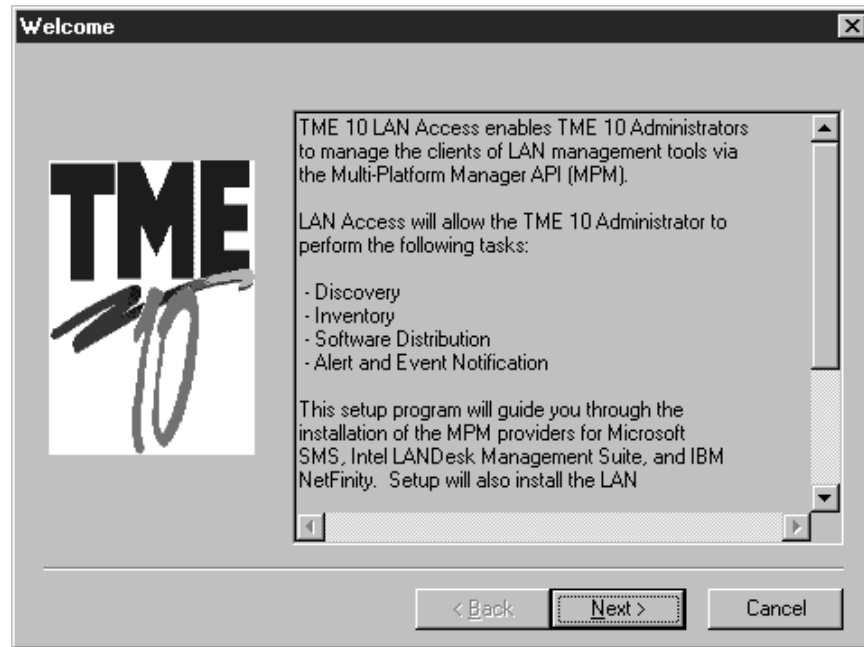 Welcome
TME
10
TME 10 LAN Access enables TME 10 Administrators
to manage the clients of LAN management tools via
the Multi-Platform Manager API (MPM).
LAN Access will allow the TME 10 Administrator to
perform the following tasks:
- Discovery
- Inventory
- Software Distribution
- Alert and Event Notification
This setup program will guide you through the
installation of the MPM providers for Microsoft
SMS, Intel LANDesk Management Suite, and IBM
NetFinity.  Setup will also install the LAN
< Back
Next >
Cancel